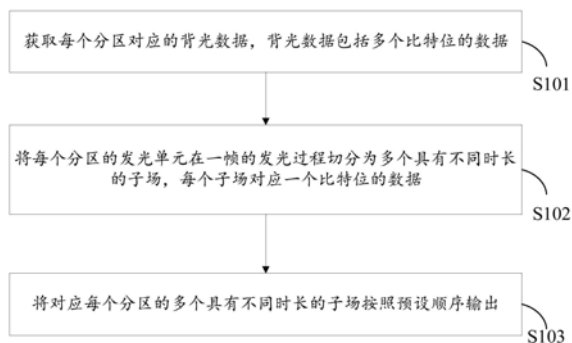 获取每个分区对应的背光数据，背光数据包括多个比特位的数据
S101
将每个分区的发光单元在一帧的发光过程切分为多个具有不同时长
的子场，每个子场对应一个比特位的数据
S102
将对应每个分区的多个具有不同时长的子场按照预设顺序输出
S103